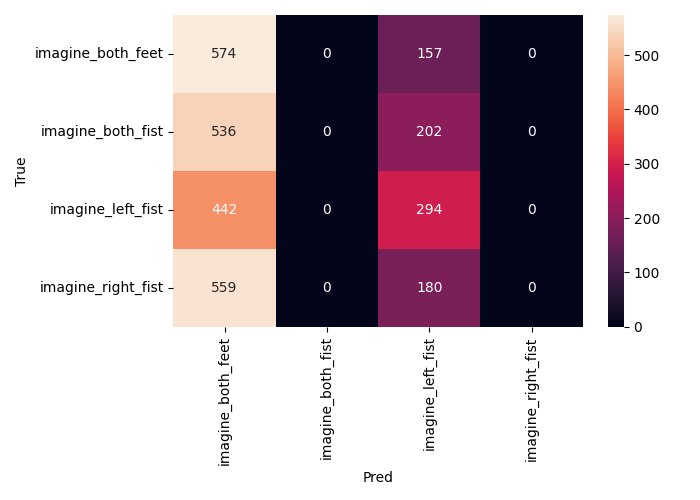 imagine_both_feet 574 0 157 0
imagine_both_fist 536 0 202 0
imagine_left_fist 442 0 294 0
imagine_right_fist 559 0 180 0
True
imagine_both_feet
imagine_both_fist
imagine_left_fist
imagine_right_fist
Pred
500
400
300
200
100
0